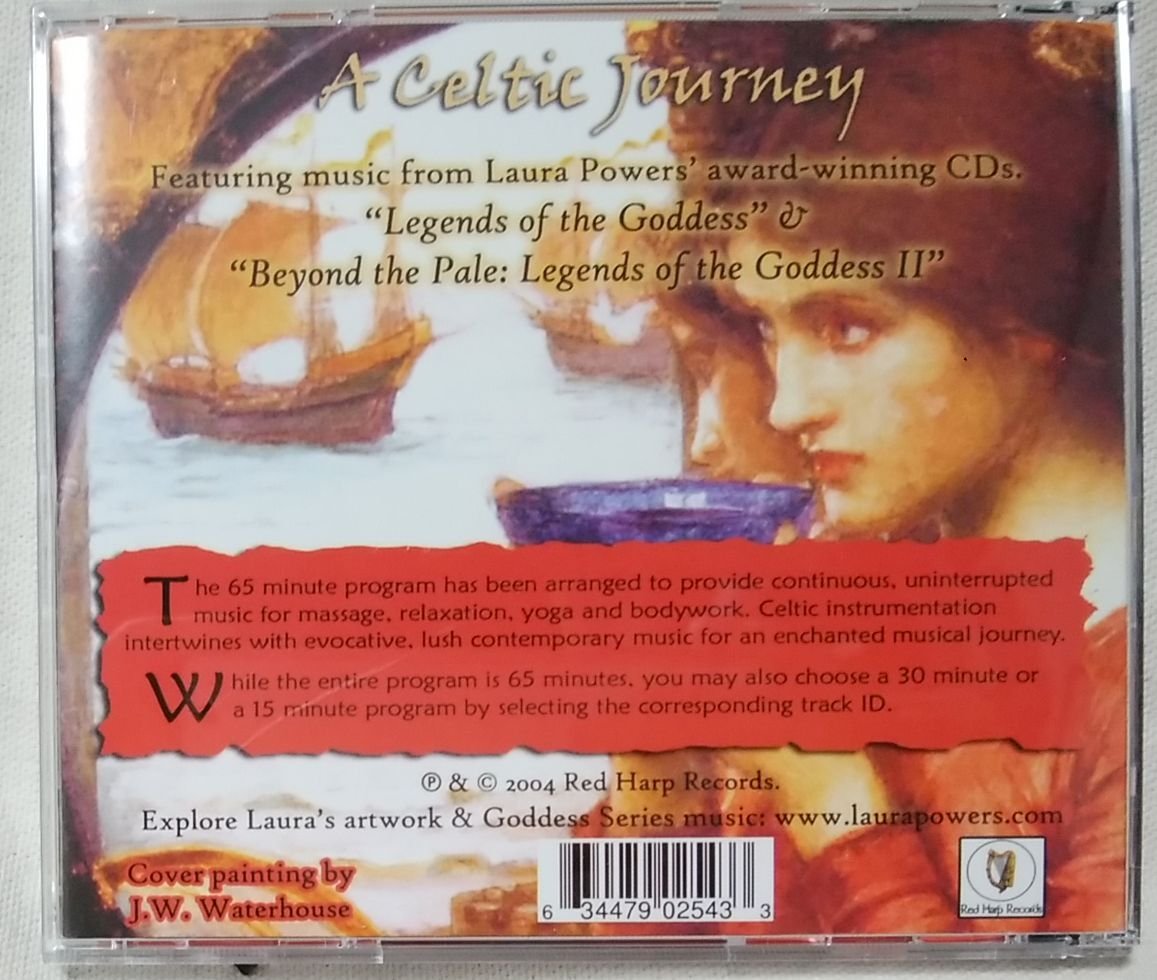 A Celtic Journey
Featuring music from Laura Powers' award-winning CDs.
"Legends of the Goddess" &
"Beyond the Pale: Legends of the Goddess II"
The 65 minute program has been arranged to provide continuous, uninterrupted
music for massage, relaxation, yoga and bodywork. Celtic instrumentation
intertwines with evocative, lush contemporary music for an enchanted musical journey.
While the entire program is 65 minutes, you may also choose a 30 minute or
a 15 minute program by selecting the corresponding track ID.
℗ & © 2004 Red Harp Records.
Explore Laura's artwork & Goddess Series music: www.laurapowers.com
Cover painting by
J.W. Waterhouse
6 34479 02543 3
Red Harp Records